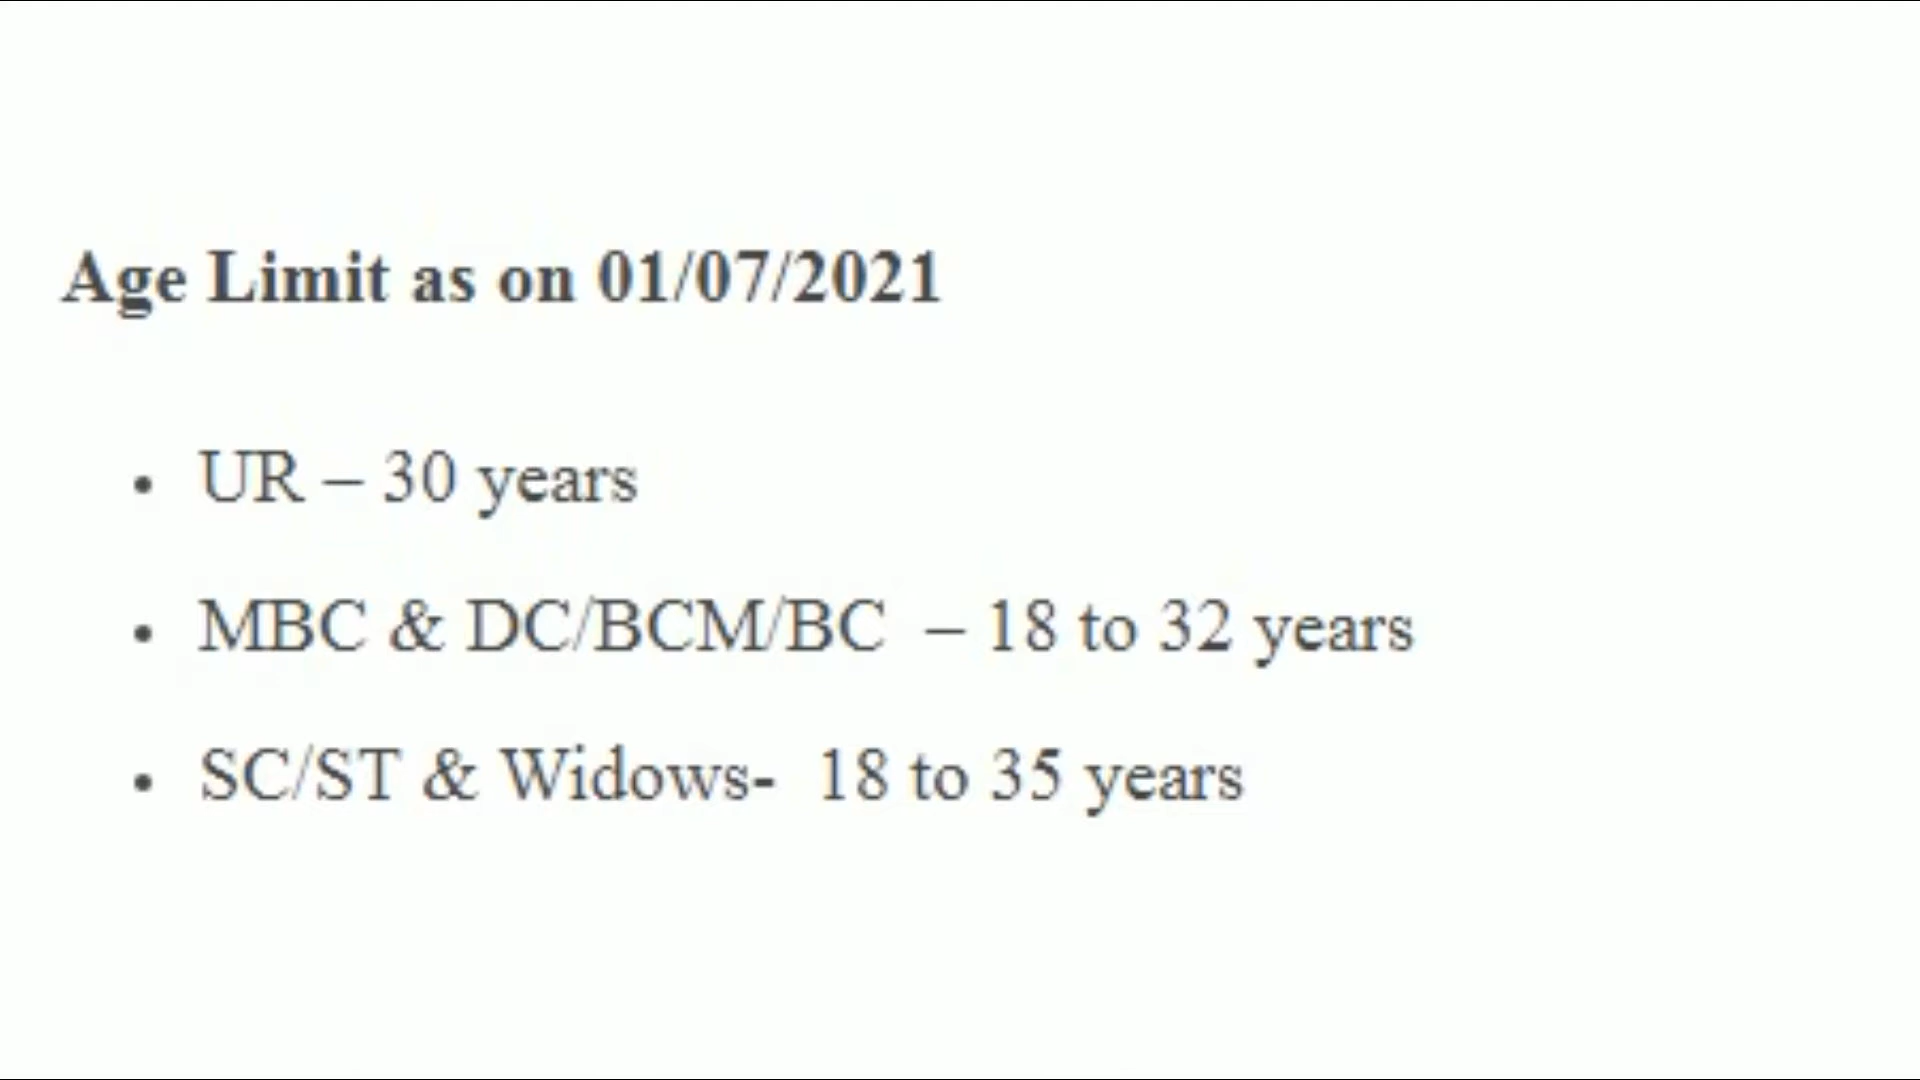 Age Limit as on 01/07/2021
• UR – 30 years
• MBC & DC/BCM/BC – 18 to 32 years
• SC/ST & Widows- 18 to 35 years